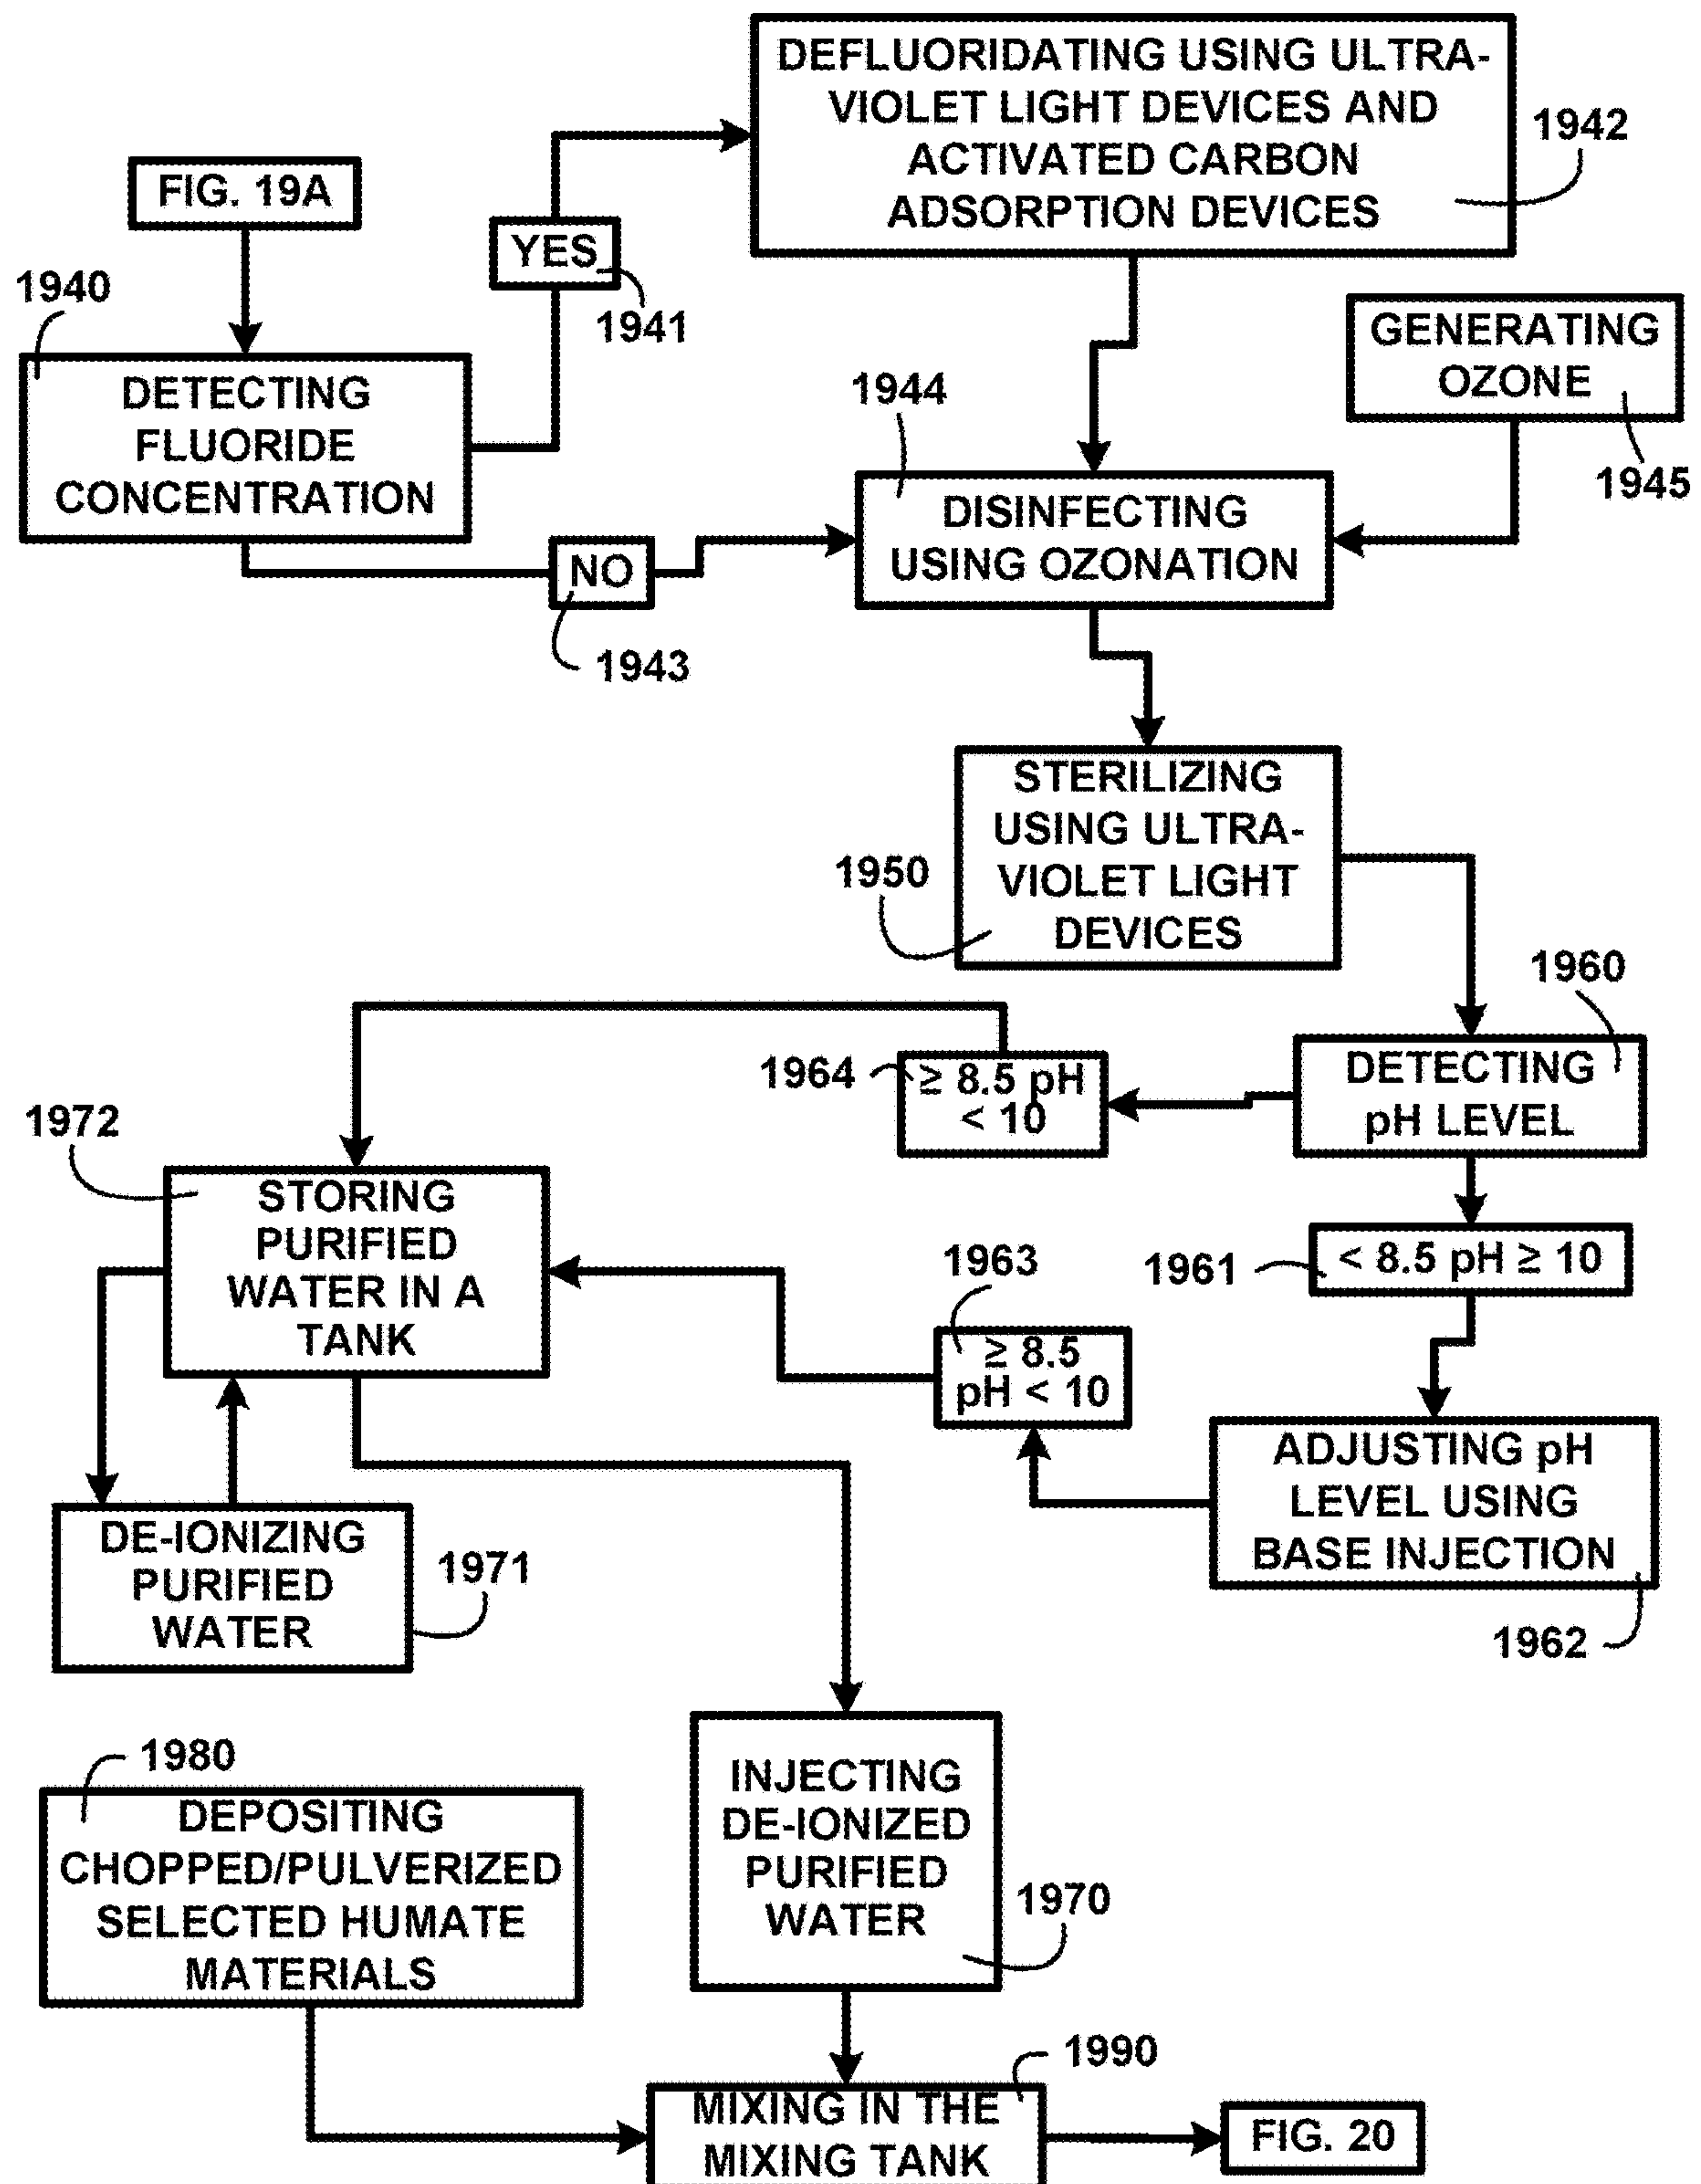 DEFLUORIDATING USING ULTRA-
VIOLET LIGHT DEVICES AND
ACTIVATED CARBON
ADSORPTION DEVICES
1942
FIG. 19A
YES
1941
1940
DETECTING
FLUORIDE
CONCENTRATION
GENERATING
OZONE
1945
1944
DISINFECTING
USING OZONATION
NO
1943
STERILIZING
USING ULTRA-
VIOLET LIGHT
DEVICES
1950
1960
DETECTING
pH LEVEL
1964
≥ 8.5 pH
< 10
1972
STORING
PURIFIED
WATER IN A
TANK
1961
< 8.5 pH ≥ 10
1963
≥ 8.5
pH < 10
ADJUSTING pH
LEVEL USING
BASE INJECTION
1962
DE-IONIZING
PURIFIED
WATER
1971
INJECTING
DE-IONIZED
PURIFIED
WATER
1970
1980
DEPOSITING
CHOPPED/PULVERIZED
SELECTED HUMATE
MATERIALS
1990
MIXING IN THE
MIXING TANK
FIG. 20